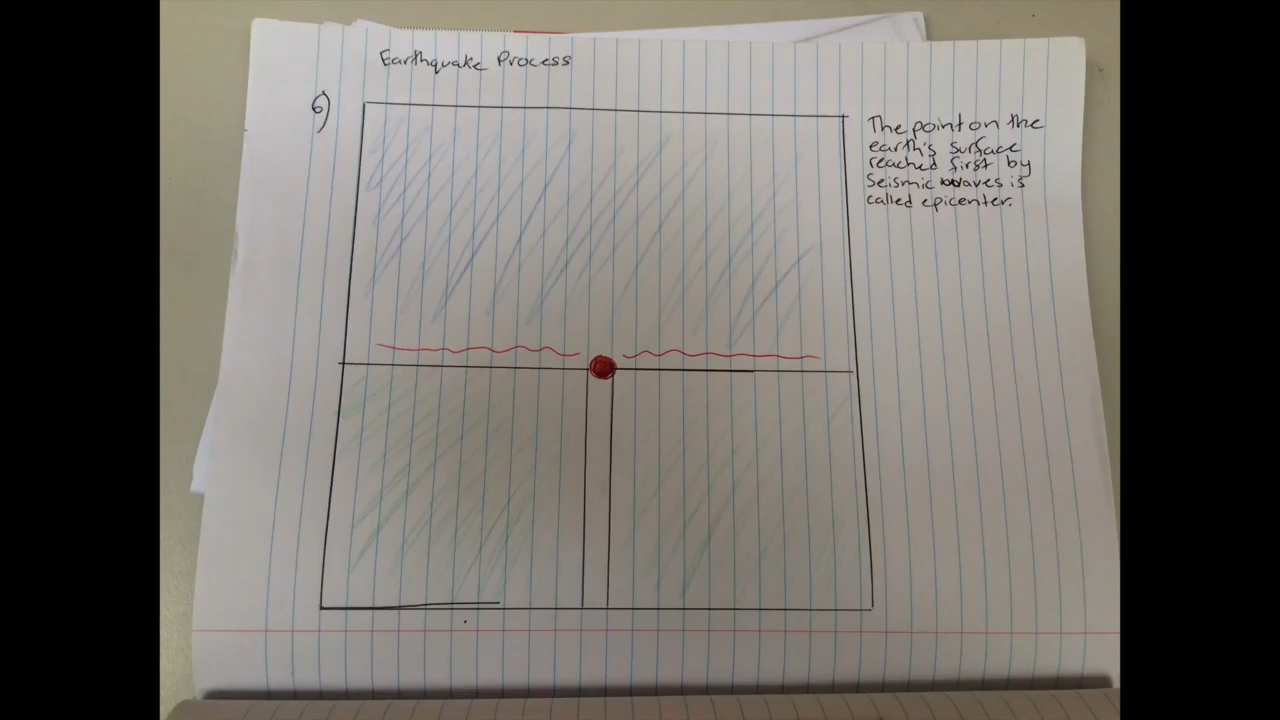 Earthquake Process
6)
The point on the
earth's surface
reached first by
Seismic waves is
called epicenter.